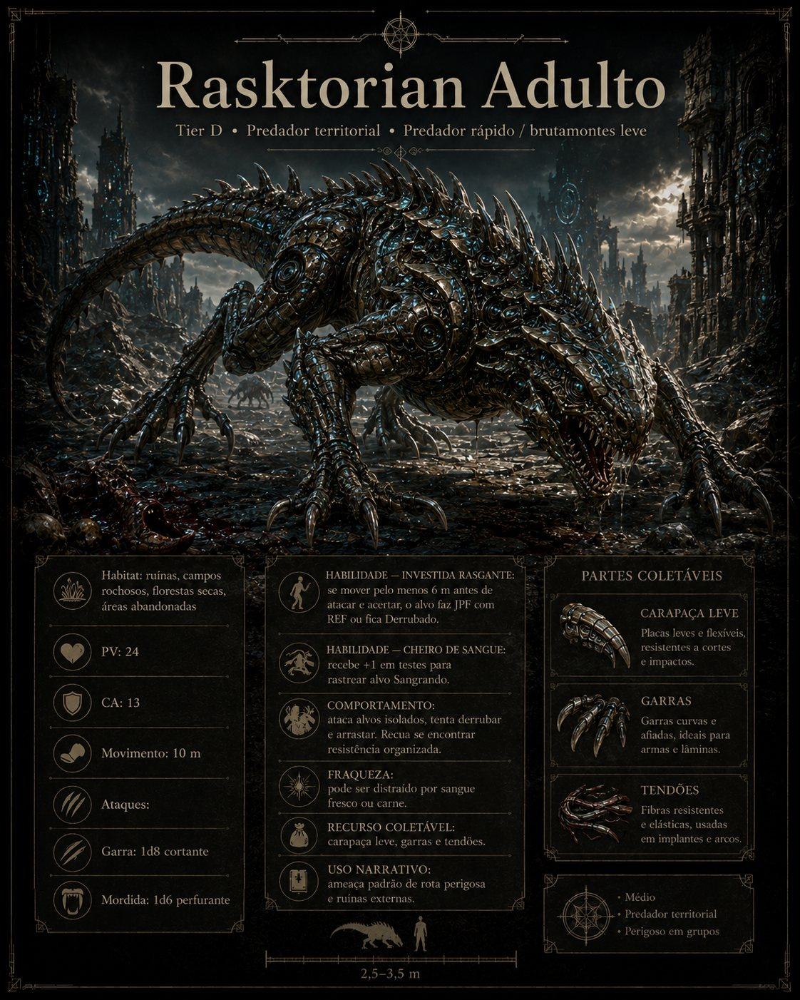 Rasktorian Adulto
Tier D • Predador territorial • Predador rápido / brutamontes leve
Habitat: ruínas, campos
rochosos, florestas secas,
áreas abandonadas
PV: 24
CA: 13
Movimento: 10 m
Ataques:
Garra: 1d8 cortante
Mordida: 1d6 perfurante
HABILIDADE — INVESTIDA RASGANTE:
se mover pelo menos 6 m antes de
atacar e acertar, o alvo faz JPF com
REF ou fica Derrubado.
HABILIDADE — CHEIRO DE SANGUE:
recebe +1 em testes para
rastrear alvo Sangrando.
COMPORTAMENTO:
ataca alvos isolados, tenta derrubar
e arrastar. Recua se encontrar
resistência organizada.
FRAQUEZA:
pode ser distraído por sangue
fresco ou carne.
RECURSO COLETÁVEL:
carapaça leve, garras e tendões.
USO NARRATIVO:
ameaça padrão de rota perigosa
e ruínas externas.
2,5–3,5 m
PARTES COLETÁVEIS
CARAPAÇA LEVE
Placas leves e flexíveis,
resistentes a cortes
e impactos.
GARRAS
Garras curvas e
afiadas, ideais para
armas e lâminas.
TENDÕES
Fibras resistentes
e elásticas, usadas
em implantes e arcos.
• Médio
• Predador territorial
• Perigoso em grupos